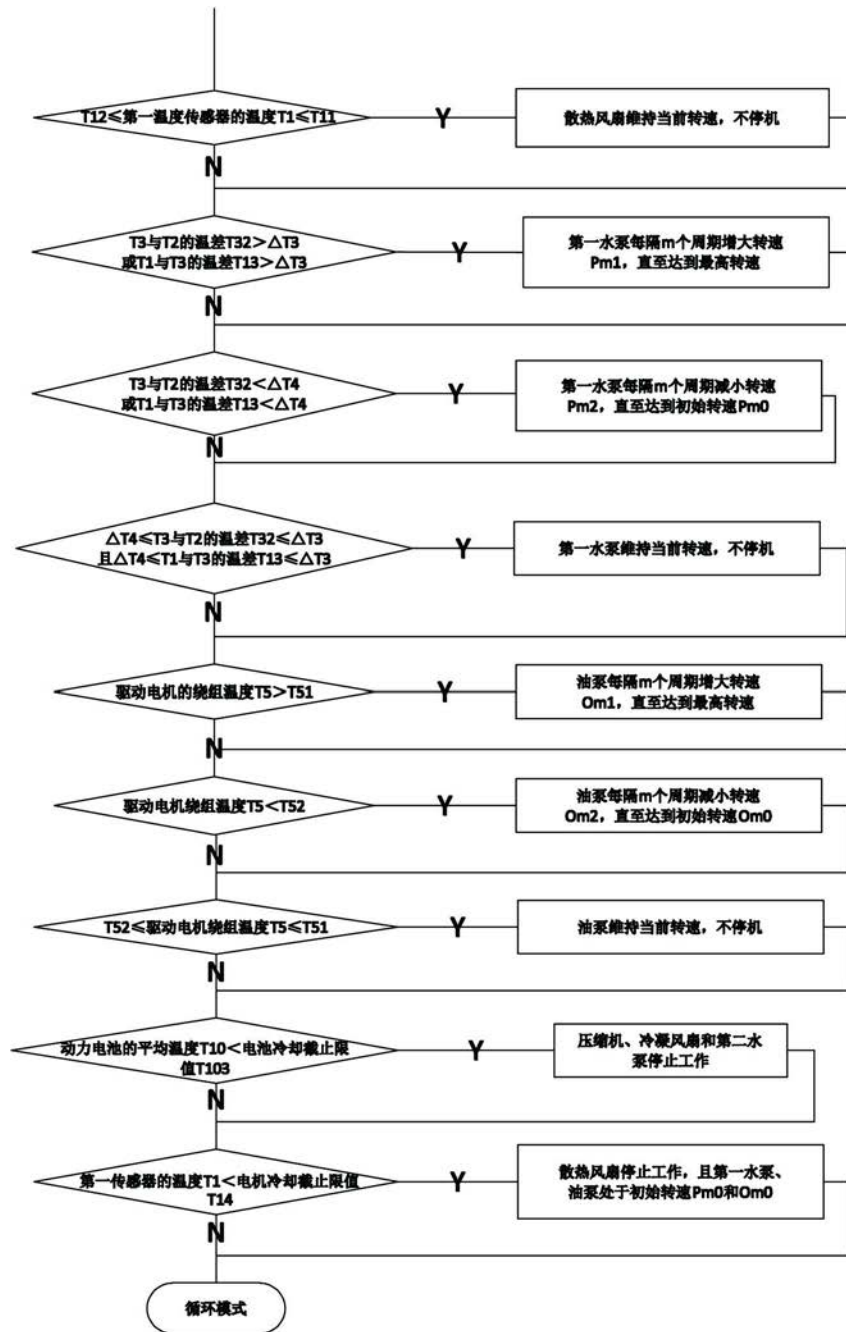 T12≤第一温度传感器的温度T1≤T11
Y
散热风扇维持当前转速，不停机
N
T3与T2的温差T32＞△T3
或T1与T3的温差T13＞△T3
Y
第一水泵每隔m个周期增大转速
Pm1，直至达到最高转速
N
T3与T2的温差T32＜△T4
或T1与T3的温差T13＜△T4
Y
第一水泵每隔m个周期减小转速
Pm2，直至达到初始转速Pm0
N
△T4≤T3与T2的温差T32≤△T3
且△T4≤T1与T3的温差T13≤△T3
Y
第一水泵维持当前转速，不停机
N
驱动电机的绕组温度T5＞T51
Y
油泵每隔m个周期增大转速
Om1，直至达到最高转速
N
驱动电机绕组温度T5＜T52
Y
油泵每隔m个周期减小转速
Om2，直至达到初始转速Om0
N
T52≤驱动电机绕组温度T5≤T51
Y
油泵维持当前转速，不停机
N
动力电池的平均温度T10＜电池冷却截止限
值T103
Y
压缩机、冷凝风扇和第二水
泵停止工作
N
第一传感器的温度T1＜电机冷却截止限值
T14
Y
散热风扇停止工作，且第一水泵、
油泵处于初始转速Pm0和Om0
N
循环模式